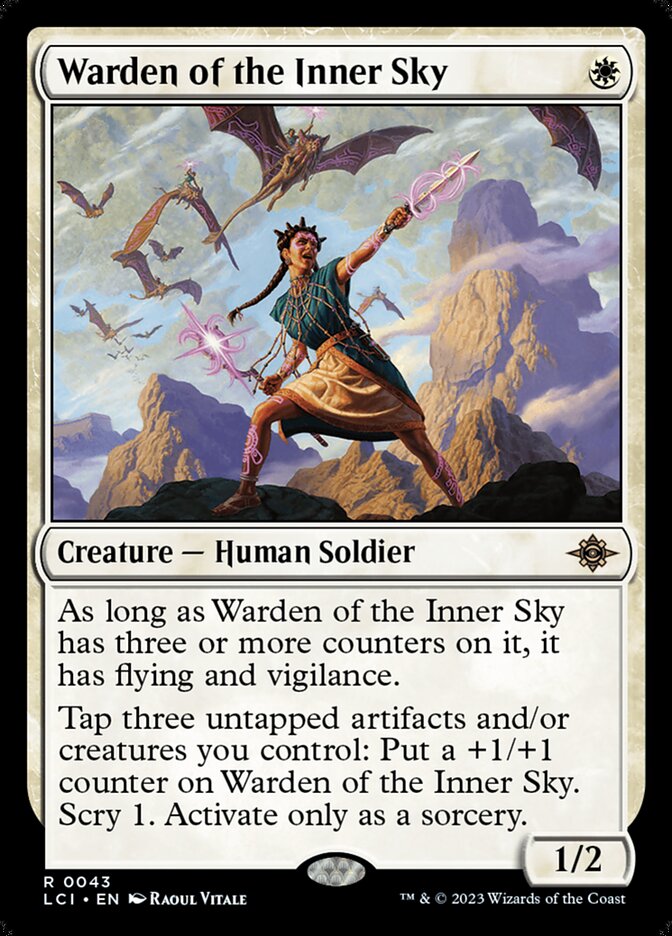 Warden of the Inner Sky
Creature — Human Soldier
As long as Warden of the Inner Sky
has three or more counters on it, it
has flying and vigilance.
Tap three untapped artifacts and/or
creatures you control: Put a +1/+1
counter on Warden of the Inner Sky.
Scry 1. Activate only as a sorcery.
1/2
R 0043
LCI • EN Raoul Vitale
™ & © 2023 Wizards of the Coast